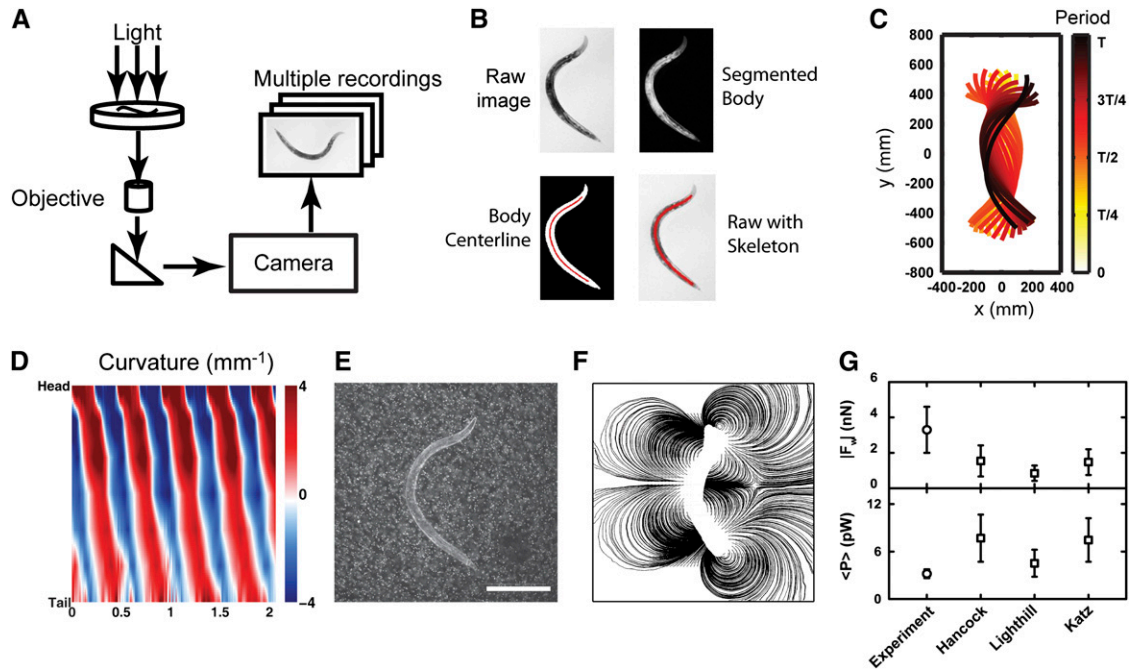 A
Light
Multiple recordings
Objective
Camera
B
Raw
image
Segmented
Body
Body
Centerline
Raw with
Skeleton
C
Period
800
600
400
200
0
-200
-400
-600
-800
y (mm)
-400
-200
0
200
400
x (mm)
T
3T/4
T/2
T/4
0
D
Curvature (mm-1)
Head
Tail
0
0.5
1
1.5
2
4
0
−4
E
F
G
6
4
2
0
|Fw| (nN)
12
6
0
<P> (pW)
Experiment
Hancock
Lighthill
Katz